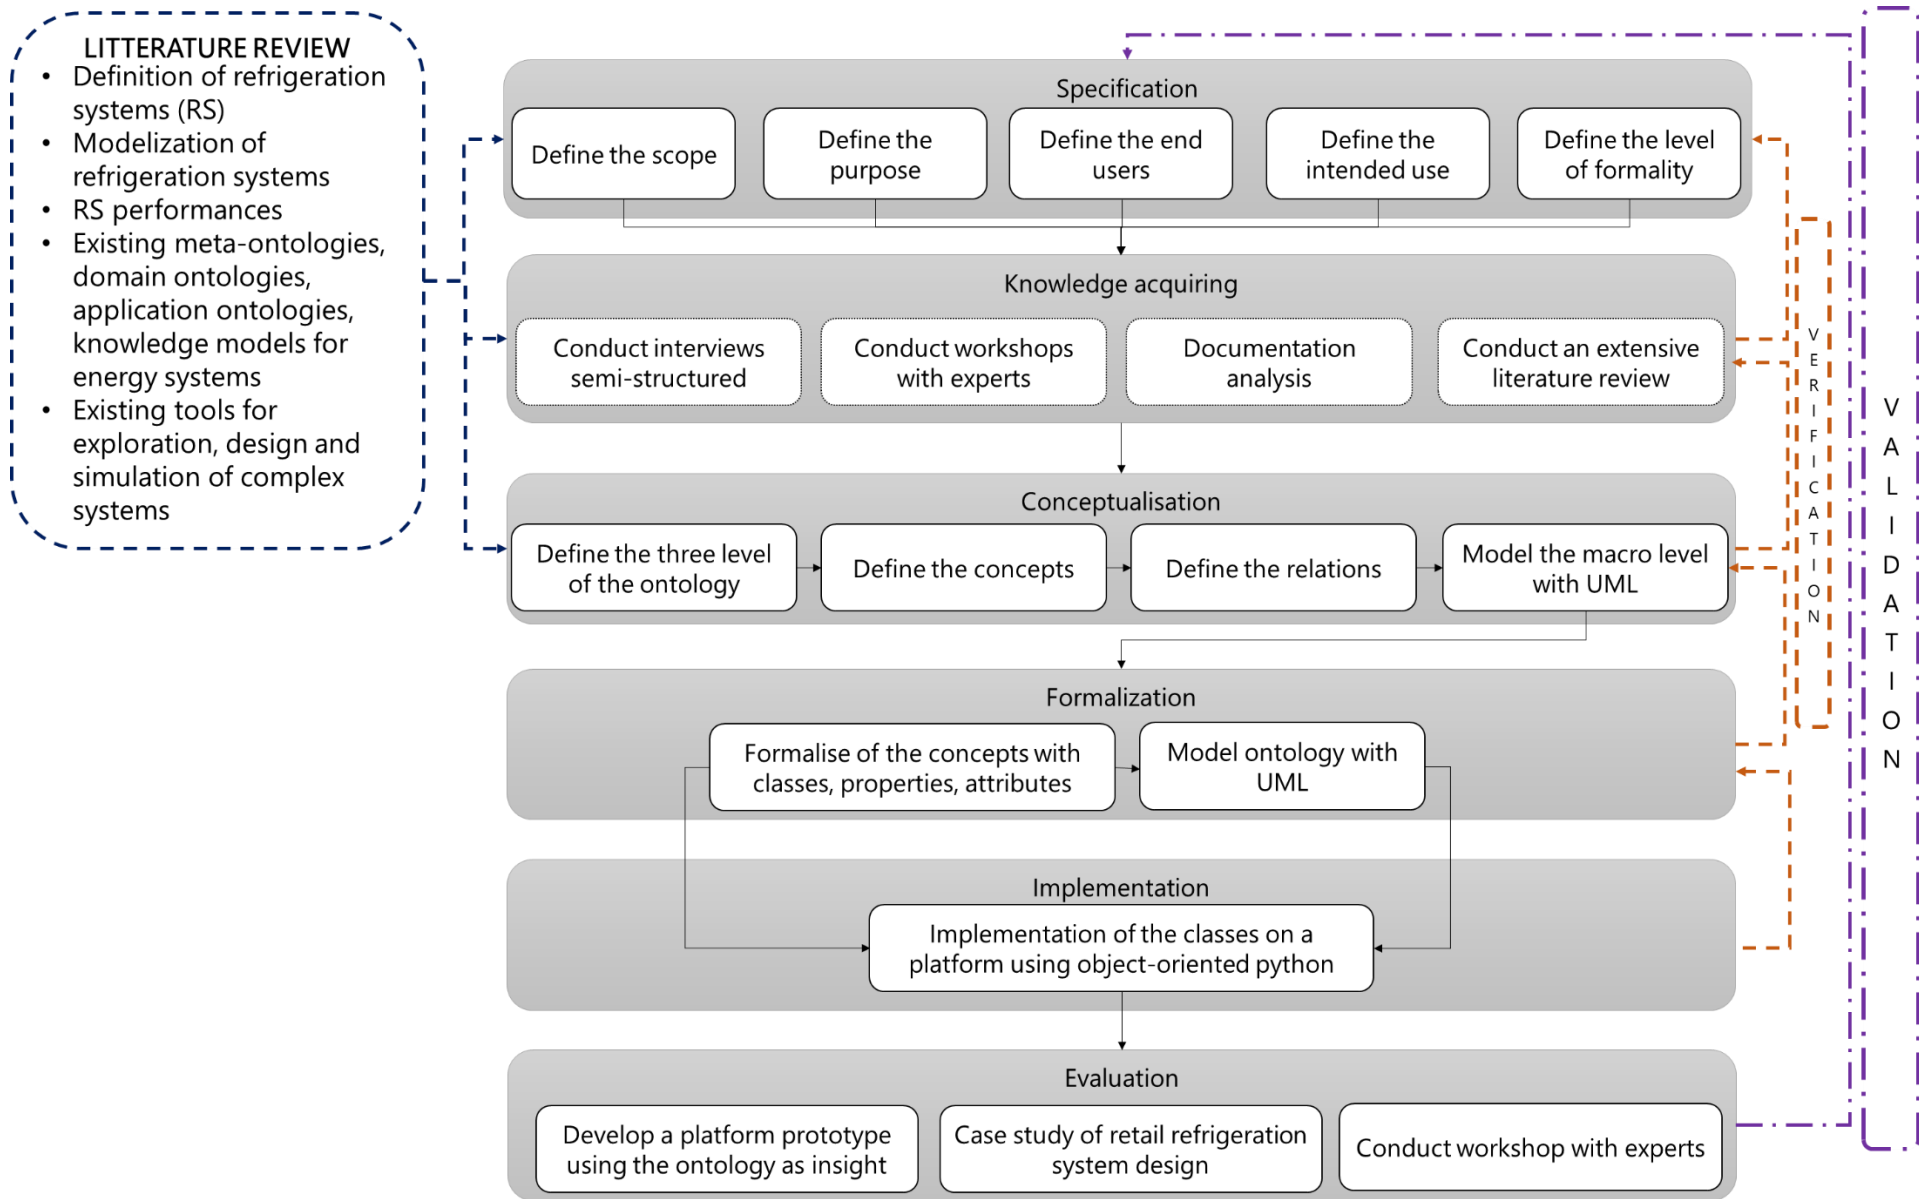 LITTERATURE REVIEW
• Definition of refrigeration
systems (RS)
• Modelization of
refrigeration systems
• RS performances
• Existing meta-ontologies,
domain ontologies,
application ontologies,
knowledge models for
energy systems
• Existing tools for
exploration, design and
simulation of complex
systems
Specification
Define the scope
Define the
purpose
Define the end
users
Define the
intended use
Define the level
of formality
Knowledge acquiring
Conduct interviews
semi-structured
Conduct workshops
with experts
Documentation
analysis
Conduct an extensive
literature review
Conceptualisation
Define the three level
of the ontology
Define the concepts
Define the relations
Model the macro level
with UML
Formalization
Formalise of the concepts with
classes, properties, attributes
Model ontology with
UML
Implementation
Implementation of the classes on a
platform using object-oriented python
Evaluation
Develop a platform prototype
using the ontology as insight
Case study of retail refrigeration
system design
Conduct workshop with experts
VERIFICATION
VALIDATION